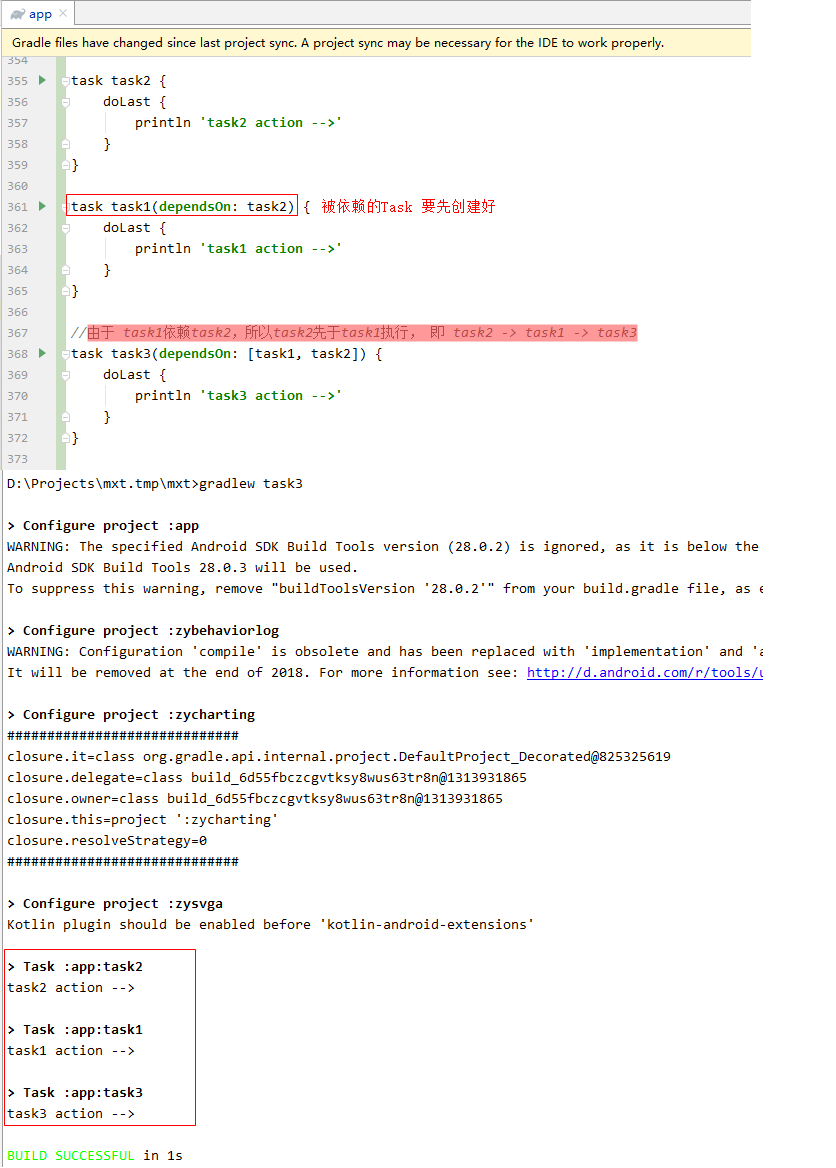 app
Gradle files have changed since last project sync. A project sync may be necessary for the IDE to work properly.
354
355 task task2 {
356 doLast {
357 println 'task2 action -->'
358 }
359 }
360
361 task task1(dependsOn: task2) { 被依赖的Task 要先创建好
362 doLast {
363 println 'task1 action -->'
364 }
365 }
366
367 //由于 task1依赖task2，所以task2先于task1执行， 即 task2 -> task1 -> task3
368 task task3(dependsOn: [task1, task2]) {
369 doLast {
370 println 'task3 action -->'
371 }
372 }
373
D:\Projects\mxt.tmp\mxt>gradlew task3
> Configure project :app
WARNING: The specified Android SDK Build Tools version (28.0.2) is ignored, as it is below the
Android SDK Build Tools 28.0.3 will be used.
To suppress this warning, remove "buildToolsVersion '28.0.2'" from your build.gradle file, as e
> Configure project :zybehaviorlog
WARNING: Configuration 'compile' is obsolete and has been replaced with 'implementation' and 'a
It will be removed at the end of 2018. For more information see: http://d.android.com/r/tools/u
> Configure project :zycharting
#############################
closure.it=class org.gradle.api.internal.project.DefaultProject_Decorated@825325619
closure.delegate=class build_6d55fbczcgvtksy8wus63tr8n@1313931865
closure.owner=class build_6d55fbczcgvtksy8wus63tr8n@1313931865
closure.this=project ':zycharting'
closure.resolveStrategy=0
#############################
> Configure project :zysvga
Kotlin plugin should be enabled before 'kotlin-android-extensions'
> Task :app:task2
task2 action -->
> Task :app:task1
task1 action -->
> Task :app:task3
task3 action -->
BUILD SUCCESSFUL in 1s